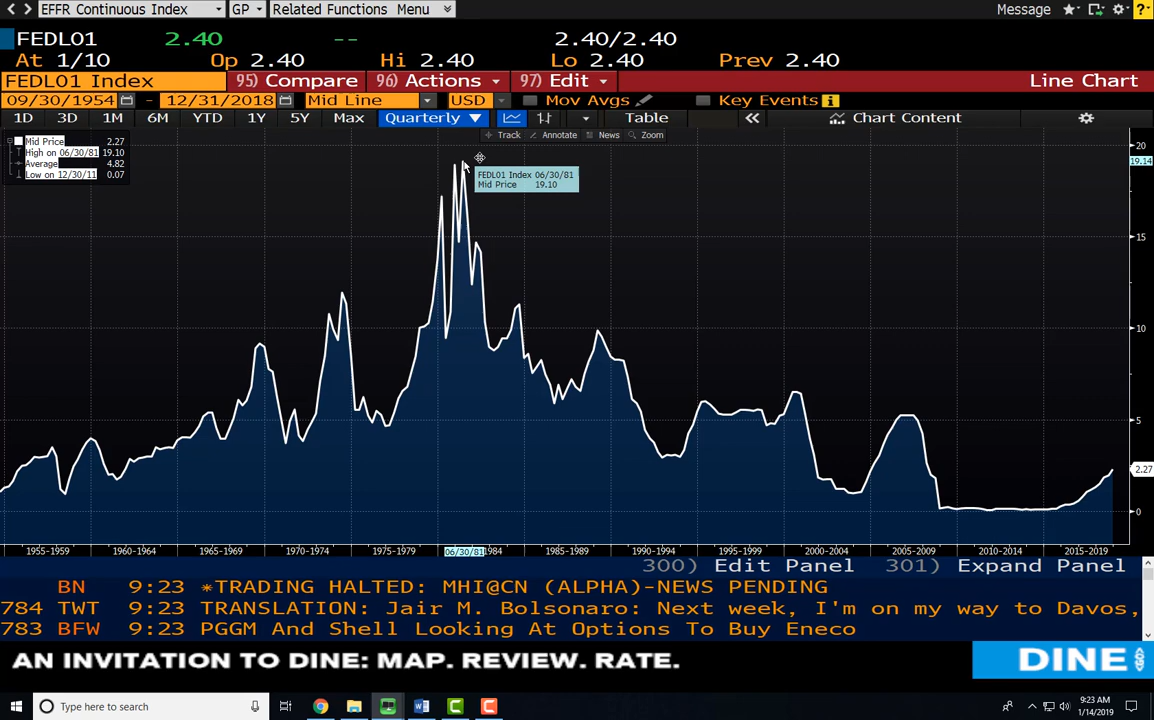 EFFR Continuous Index GP Related Functions Menu Message ?
FEDL01 2.40 -- 2.40/2.40
At 1/10 Op 2.40 Hi 2.40 Lo 2.40 Prev 2.40
FEDL01 Index 95) Compare 96) Actions 97) Edit Line Chart
09/30/1954 - 12/31/2018 Mid Line USD Mov Avgs Key Events i
1D 3D 1M 6M YTD 1Y 5Y Max Quarterly Table « Chart Content
Track Annotate News Zoom
Mid Price 2.27
High on 06/30/81 19.10
Average 4.82
Low on 12/30/11 0.07
FEDL01 Index 06/30/81
Mid Price 19.10
20
19.14
15
10
5
2.27
0
1955-1959 1960-1964 1965-1969 1970-1974 1975-1979 06/30/81 1984 1985-1989 1990-1994 1995-1999 2000-2004 2005-2009 2010-2014 2015-2019
300) Edit Panel 301) Expand Panel
BN 9:23 *TRADING HALTED: MHI@CN (ALPHA)-NEWS PENDING
784 TWT 9:23 TRANSLATION: Jair M. Bolsonaro: Next week, I'm on my way to Davos,
783 BFW 9:23 PGGM And Shell Looking At Options To Buy Eneco
AN INVITATION TO DINE: MAP. REVIEW. RATE. DINE
Type here to search
9:23 AM
1/14/2019